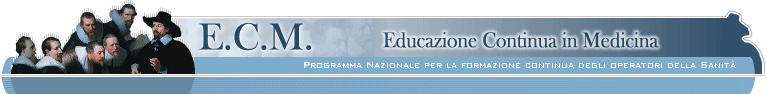 E.C.M. Educazione Continua in Medicina
Programma Nazionale per la formazione continua degli operatori della Sanità